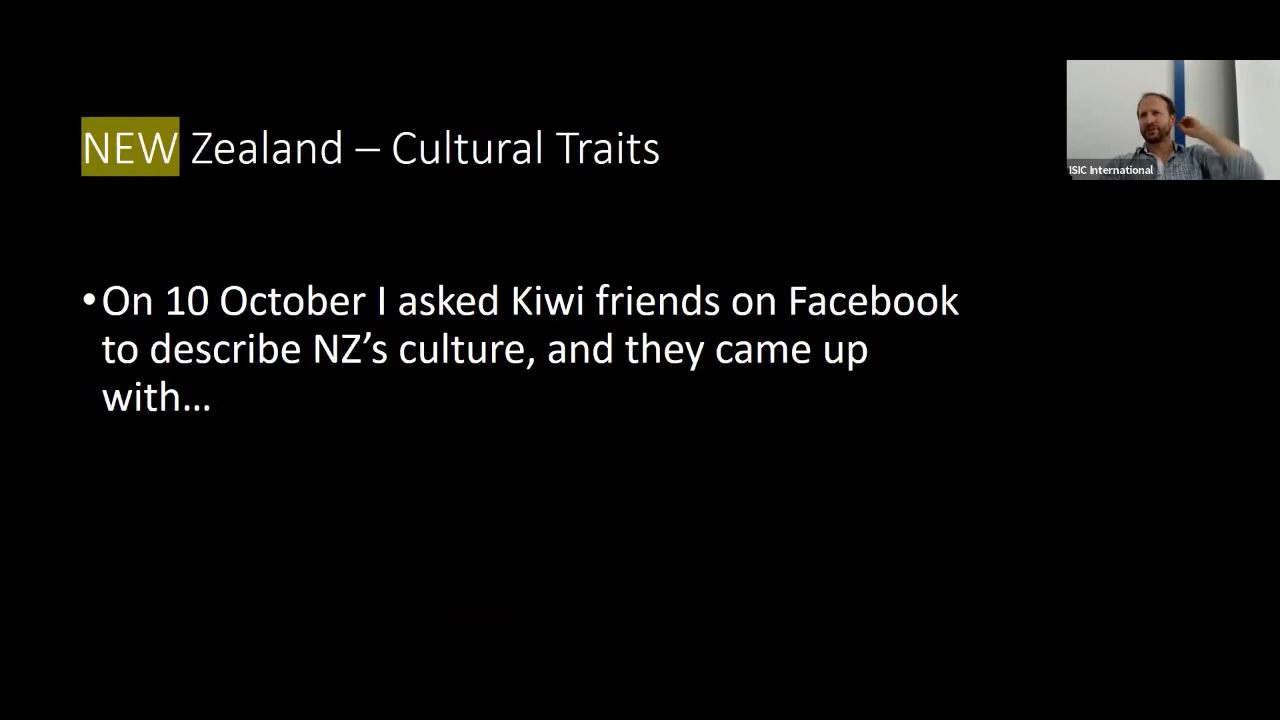 NEW Zealand – Cultural Traits
ISIC International
•On 10 October I asked Kiwi friends on Facebook
to describe NZ’s culture, and they came up
with…